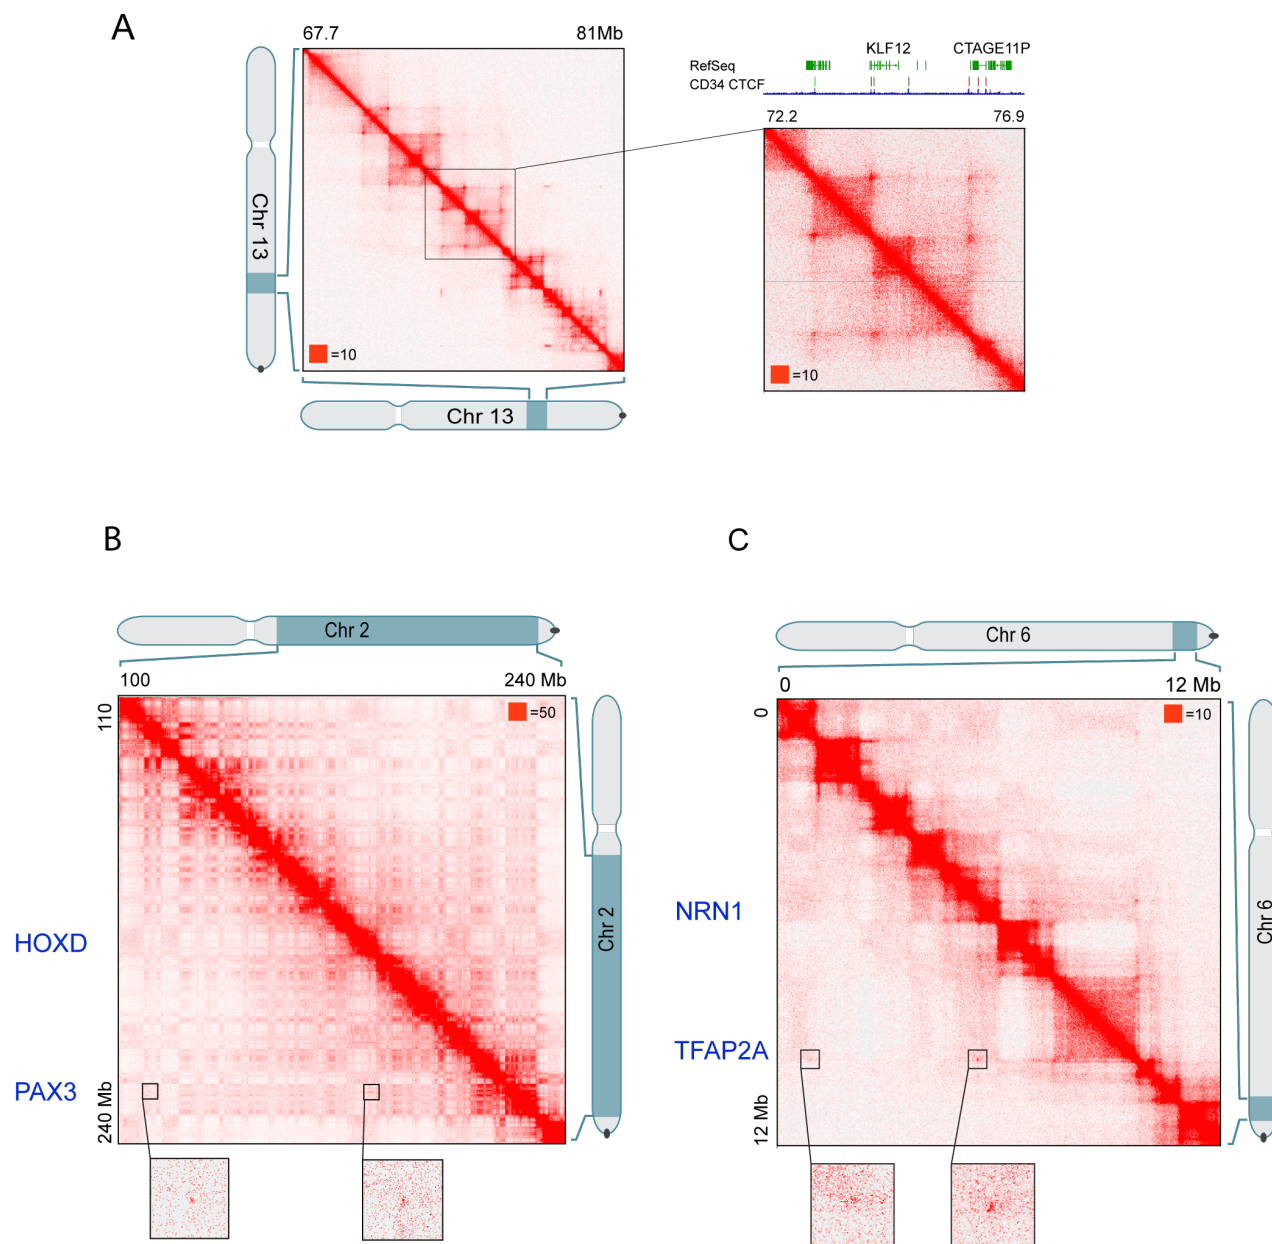 A
67.7 81Mb
KLF12 CTAGE11P
RefSeq
CD34 CTCF
72.2 76.9
Chr 13
=10
=10
Chr 13
B
C
Chr 2
Chr 6
100 240 Mb
0 12 Mb
110
=50
0
=10
Chr 2
Chr 6
HOXD
NRN1
TFAP2A
PAX3
240 Mb
12 Mb